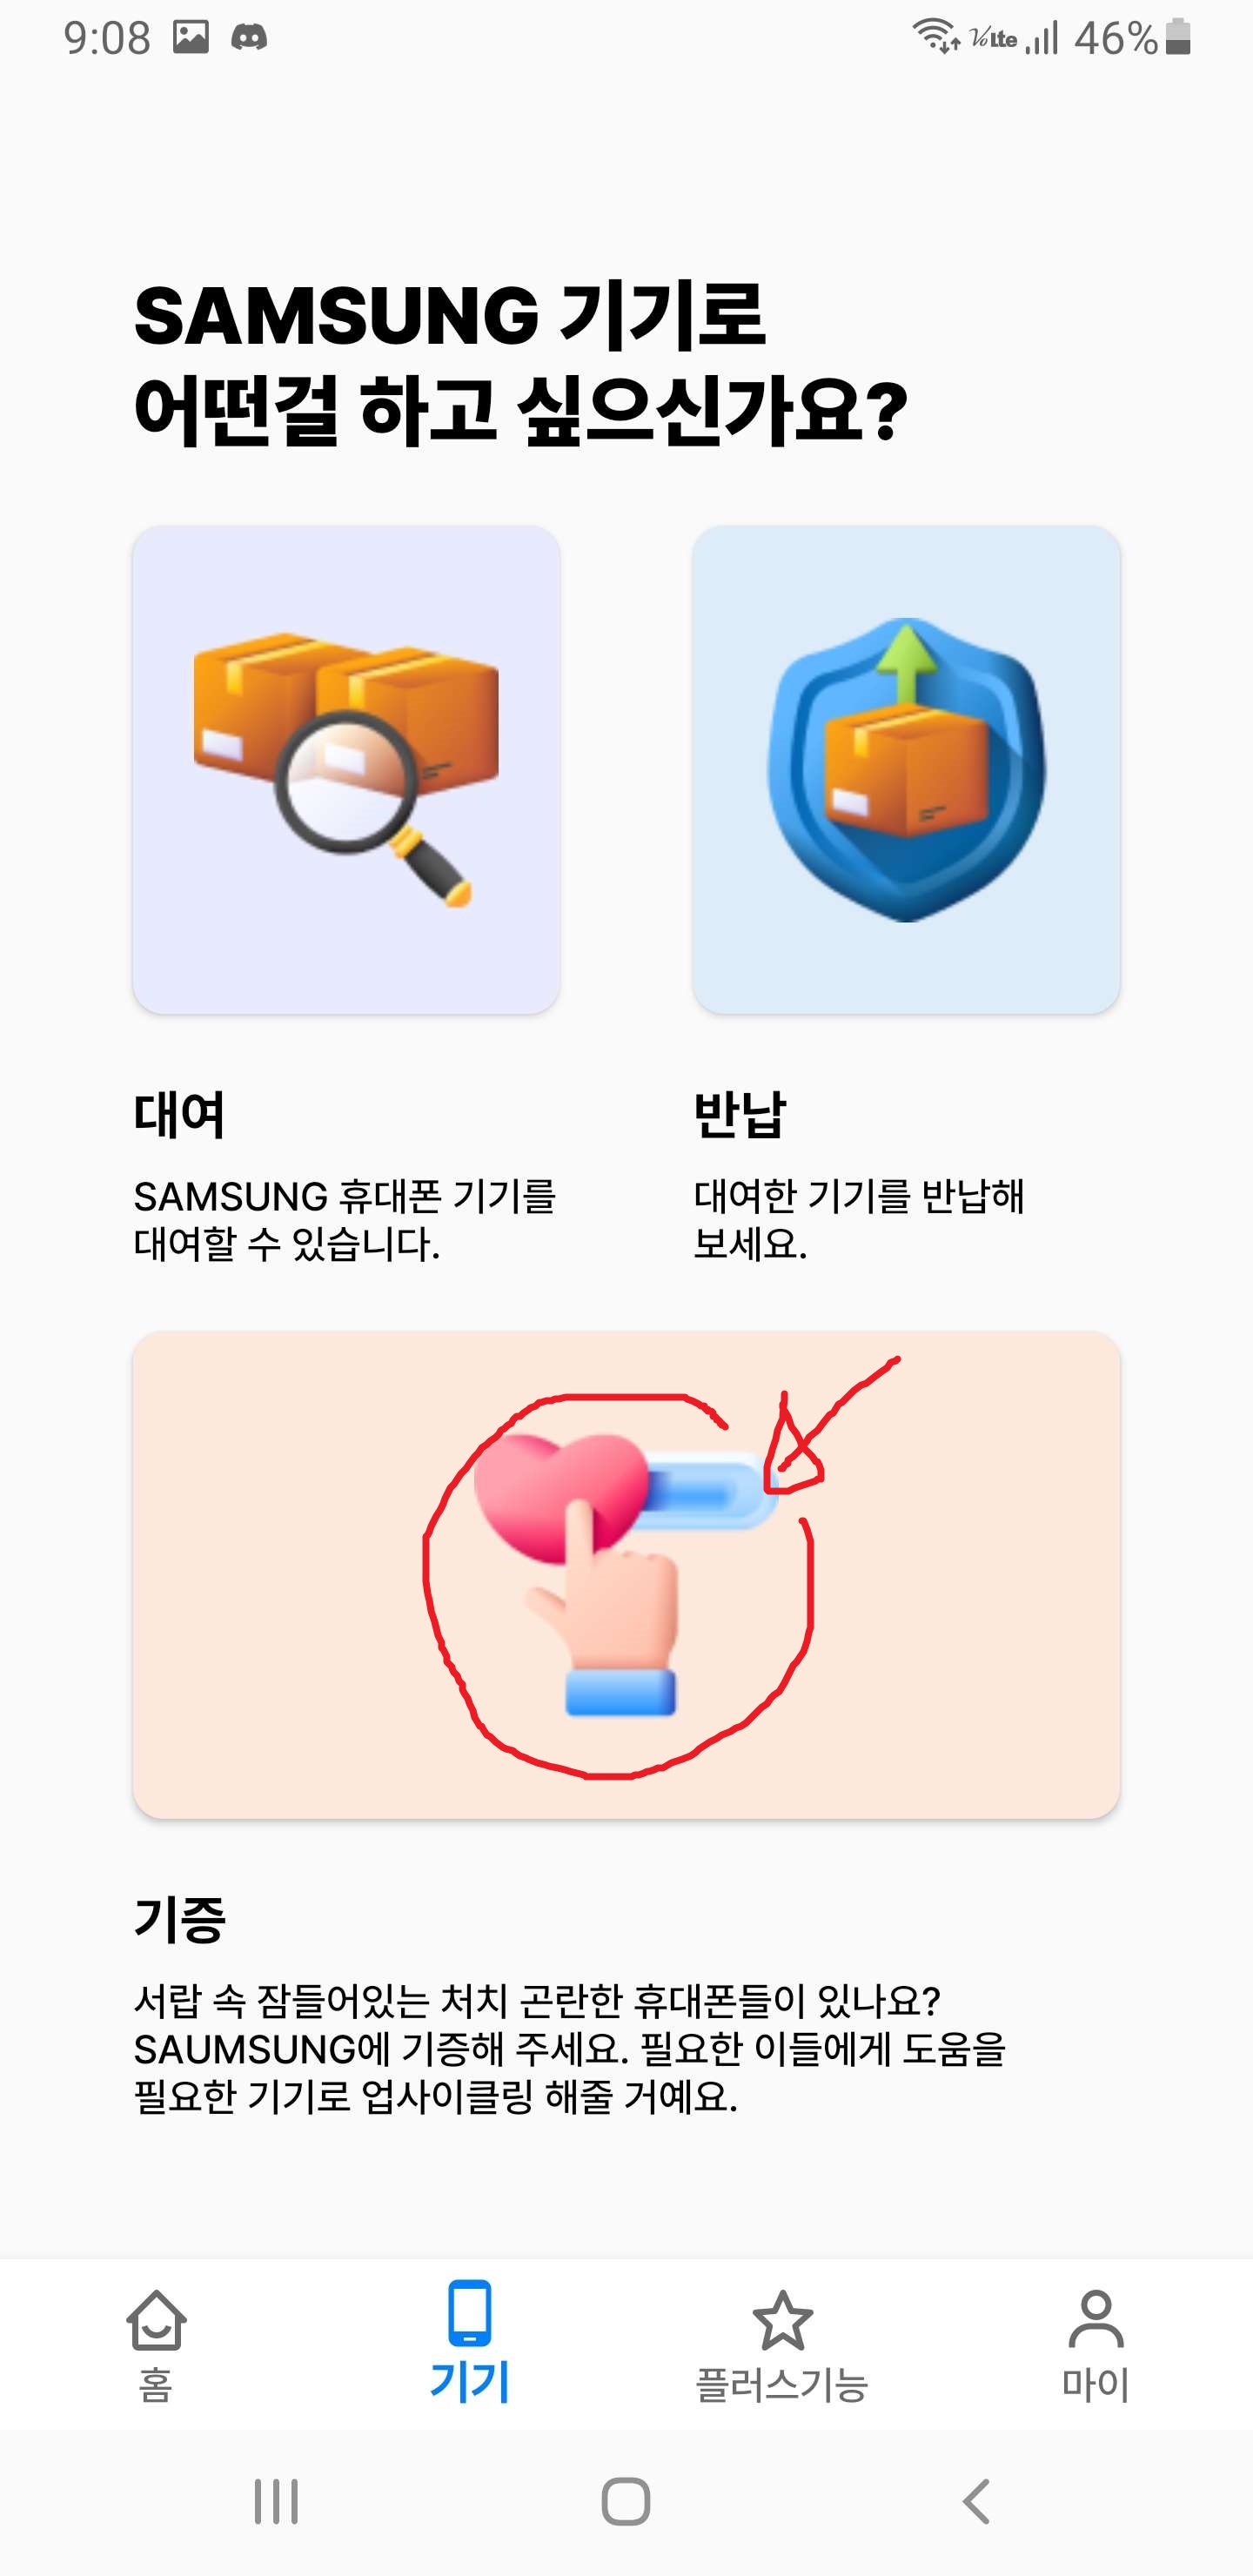 9:08
VoLte 46%
SAMSUNG 기기로
어떤걸 하고 싶으신가요?
대여
SAMSUNG 휴대폰 기기를
대여할 수 있습니다.
반납
대여한 기기를 반납해
보세요.
기증
서랍 속 잠들어있는 처치 곤란한 휴대폰들이 있나요?
SAUMSUNG에 기증해 주세요. 필요한 이들에게 도움을
필요한 기기로 업사이클링 해줄 거예요.
홈
기기
플러스기능
마이